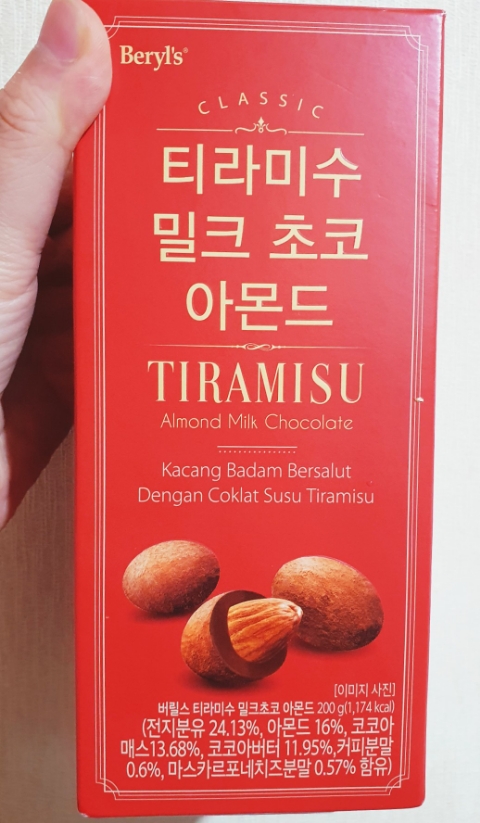 Beryl's®
CLASSIC
티라미수
밀크 초코
아몬드
TIRAMISU
Almond Milk Chocolate
Kacang Badam Bersalut
Dengan Coklat Susu Tiramisu
[이미지 사진]
버릴스 티라미수 밀크초코 아몬드 200 g(1,174 kcal)
(전지분유 24.13%, 아몬드 16%, 코코아
매스13.68%, 코코아버터 11.95%,커피분말
0.6%, 마스카르포네치즈분말 0.57% 함유)